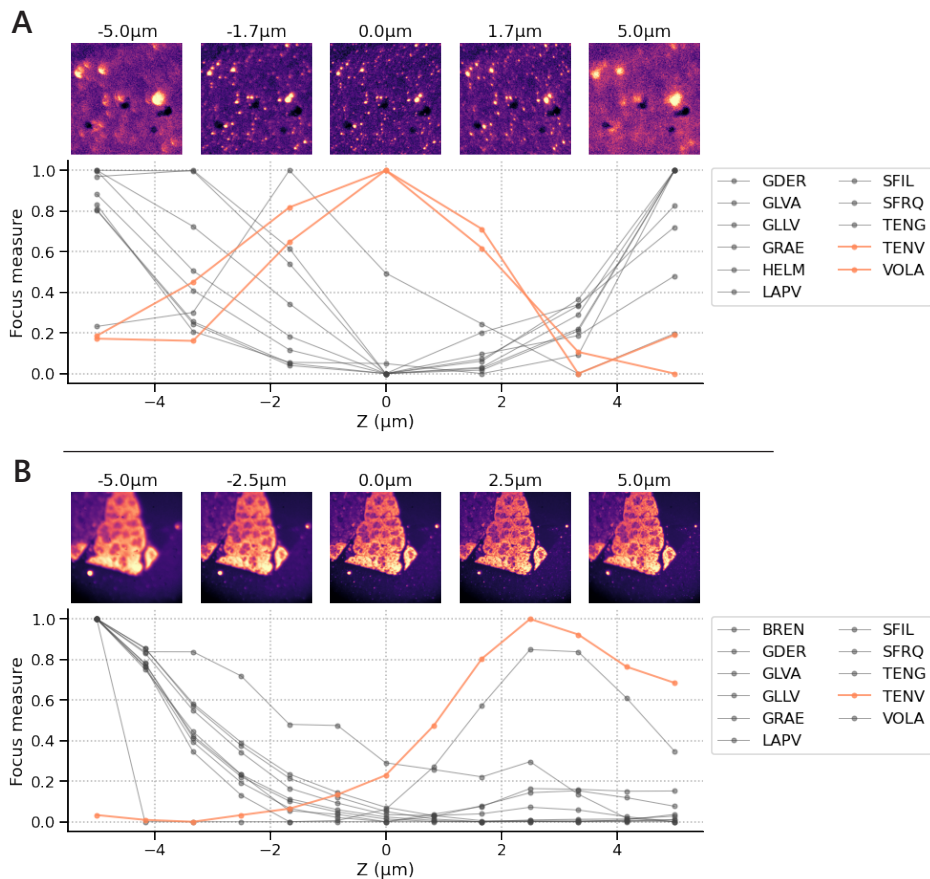 A
-5.0μm -1.7μm 0.0μm 1.7μm 5.0μm
1.0
0.8
0.6
0.4
0.2
0.0
Focus measure
−4 −2 0 2 4
Z (μm)
GDER SFIL
GLVA SFRQ
GLLV TENG
GRAE TENV
HELM VOLA
LAPV
B
-5.0μm -2.5μm 0.0μm 2.5μm 5.0μm
1.0
0.8
0.6
0.4
0.2
0.0
Focus measure
−4 −2 0 2 4
Z (μm)
BREN SFIL
GDER SFRQ
GLVA TENG
GLLV TENV
GRAE VOLA
LAPV